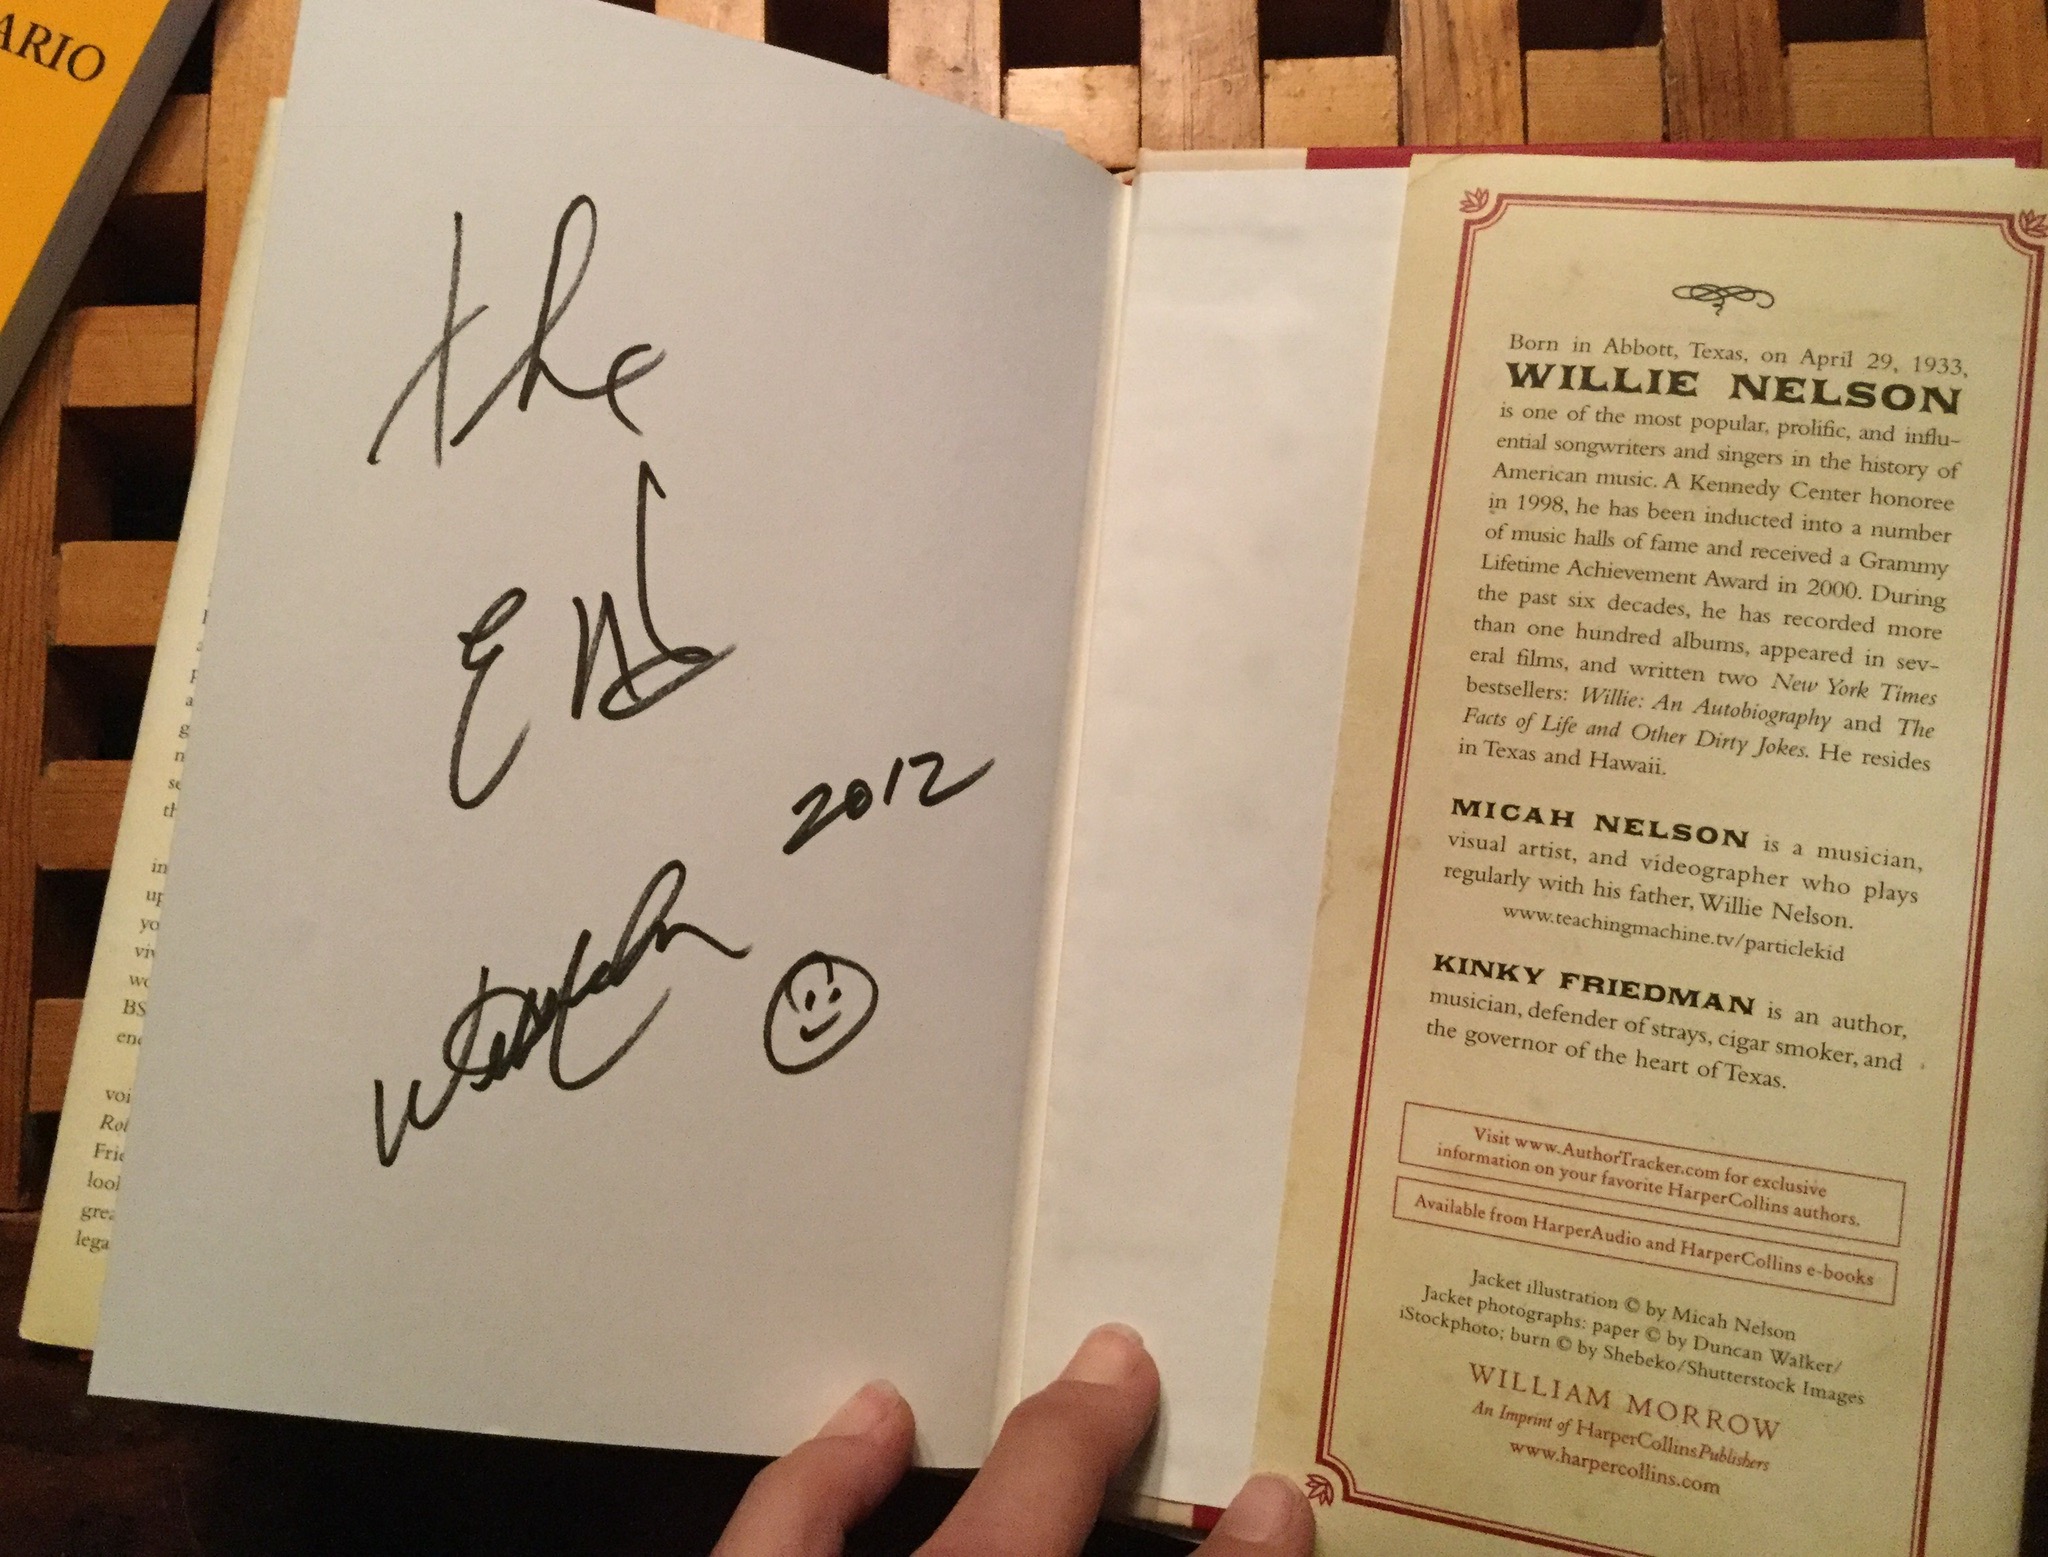 ARIO
the
END
2012
Born in Abbott, Texas, on April 29, 1933,
WILLIE NELSON
is one of the most popular, prolific, and influ-
ential songwriters and singers in the history of
American music. A Kennedy Center honoree
in 1998, he has been inducted into a number
of music halls of fame and received a Grammy
Lifetime Achievement Award in 2000. During
the past six decades, he has recorded more
than one hundred albums, appeared in sev-
eral films, and written two New York Times
bestsellers: Willie: An Autobiography and The
Facts of Life and Other Dirty Jokes. He resides
in Texas and Hawaii.
MICAH NELSON is a musician,
visual artist, and videographer who plays
regularly with his father, Willie Nelson.
www.teachingmachine.tv/particlekid
KINKY FRIEDMAN is an author,
musician, defender of strays, cigar smoker, and
the governor of the heart of Texas.
Visit www.AuthorTracker.com for exclusive
information on your favorite HarperCollins authors.
Available from HarperAudio and HarperCollins e-books
Jacket illustration © by Micah Nelson
Jacket photographs: paper © by Duncan Walker/
iStockphoto; burn © by Shebeko/Shutterstock Images
WILLIAM MORROW
An Imprint of HarperCollinsPublishers
www.harpercollins.com